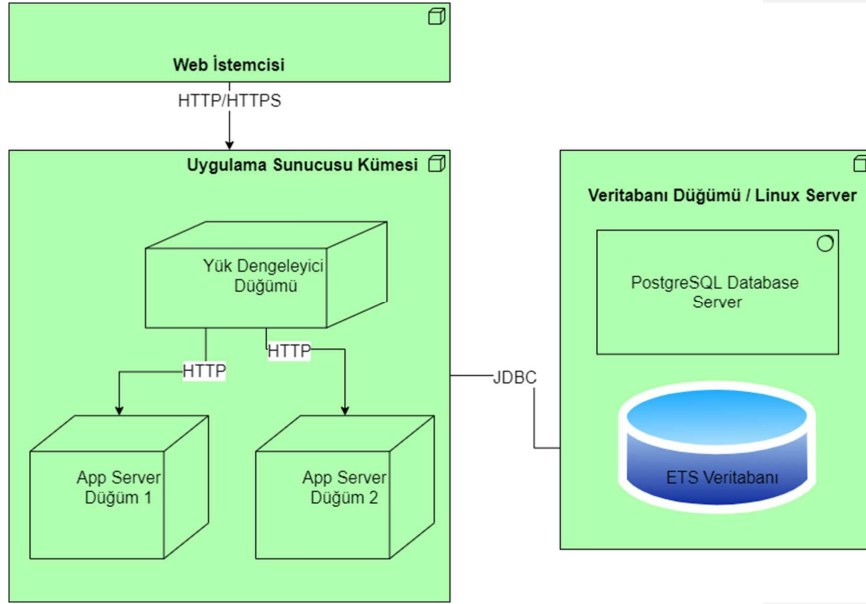 Web İstemcisi
HTTP/HTTPS
Uygulama Sunucusu Kümesi
Yük Dengeleyici
Düğümü
HTTP
HTTP
App Server
Düğüm 1
App Server
Düğüm 2
JDBC
Veritabanı Düğümü / Linux Server
PostgreSQL Database
Server
ETS Veritabanı